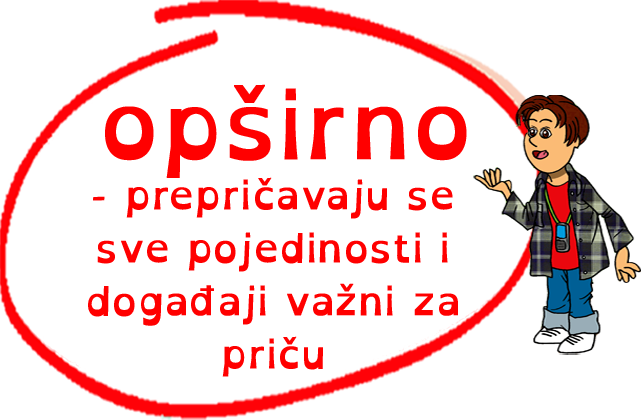 opširno
- prepričavaju se
sve pojedinosti i
događaji važni za
priču